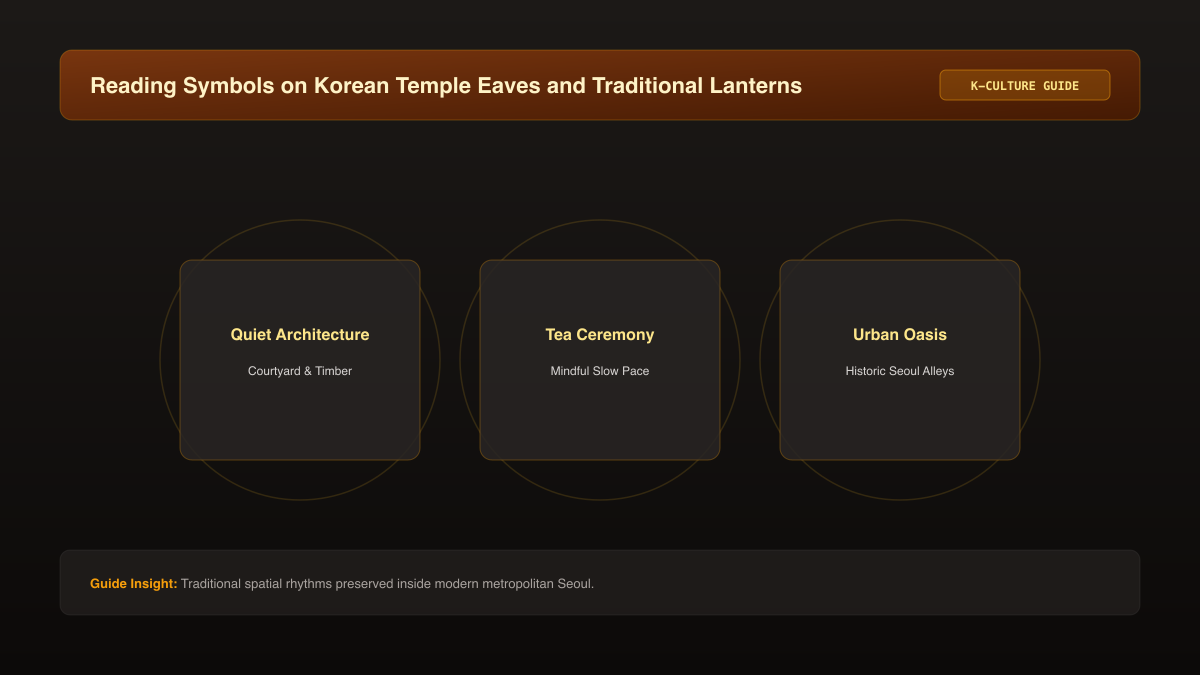 Reading Symbols on Korean Temple Eaves and Traditional Lanterns
K–CULTURE GUIDE
Quiet Architecture
Courtyard & Timber
Tea Ceremony
Mindful Slow Pace
Urban Oasis
Historic Seoul Alleys
Guide Insight: Traditional spatial rhythms preserved inside modern metropolitan Seoul.